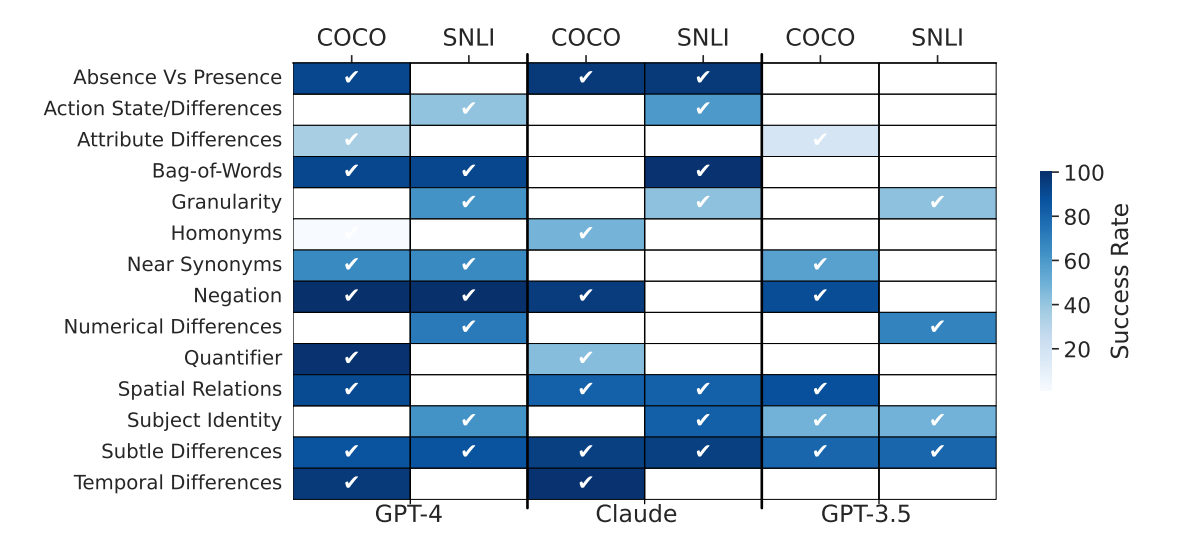 COCO SNLI COCO SNLI COCO SNLI
Absence Vs Presence ✔ ✔ ✔
Action State/Differences ✔ ✔
Attribute Differences ✔ ✔
Bag-of-Words ✔ ✔ ✔
Granularity ✔ ✔ ✔
Homonyms ✔ ✔
Near Synonyms ✔ ✔ ✔
Negation ✔ ✔ ✔ ✔
Numerical Differences ✔ ✔
Quantifier ✔ ✔
Spatial Relations ✔ ✔ ✔ ✔
Subject Identity ✔ ✔ ✔ ✔
Subtle Differences ✔ ✔ ✔ ✔ ✔ ✔
Temporal Differences ✔ ✔
GPT-4 Claude GPT-3.5
100
80
60
40
20
Success Rate